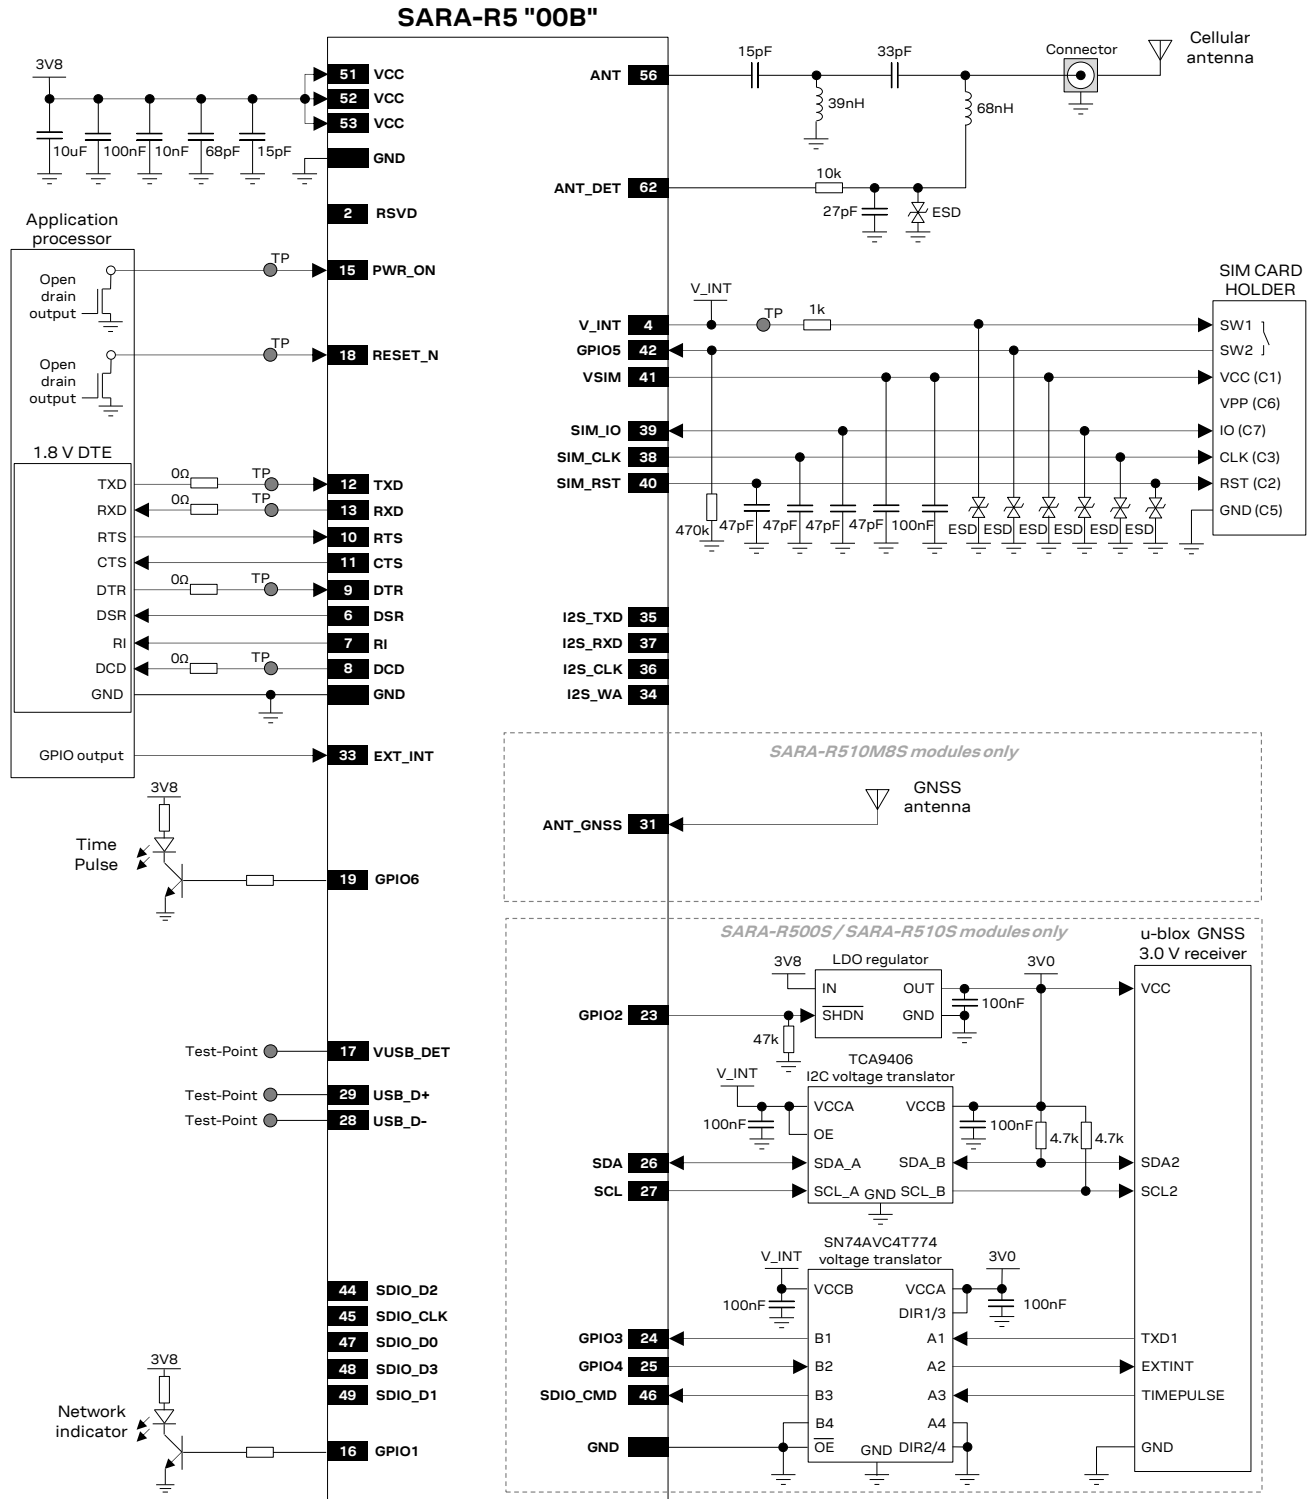 SARA-R5 "00B"
3V8
10uF
100nF
10nF
68pF
15pF
51 VCC
52 VCC
53 VCC
GND
2 RSVD
Application
processor
Open
drain
output
TP
15 PWR_ON
Open
drain
output
TP
18 RESET_N
1.8 V DTE
TXD 0Ω TP 12 TXD
RXD 0Ω TP 13 RXD
RTS 10 RTS
CTS 11 CTS
DTR 0Ω TP 9 DTR
DSR 6 DSR
RI 7 RI
DCD 0Ω TP 8 DCD
GND GND
GPIO output 33 EXT_INT
3V8
Time
Pulse
19 GPIO6
Test-Point 17 VUSB_DET
Test-Point 29 USB_D+
Test-Point 28 USB_D-
44 SDIO_D2
45 SDIO_CLK
47 SDIO_D0
48 SDIO_D3
49 SDIO_D1
3V8
Network
indicator
16 GPIO1
ANT 56
15pF
39nH
33pF
68nH
Connector
Cellular
antenna
ANT_DET 62
10k
27pF
ESD
SIM CARD
HOLDER
V_INT
TP
1k
V_INT 4
SW1
GPIO5 42
SW2
VSIM 41
VCC (C1)
VPP (C6)
SIM_IO 39
IO (C7)
SIM_CLK 38
CLK (C3)
SIM_RST 40
RST (C2)
GND (C5)
470k
47pF
47pF
47pF
47pF
100nF
ESD
ESD
ESD
ESD
ESD
ESD
I2S_TXD 35
I2S_RXD 37
I2S_CLK 36
I2S_WA 34
SARA-R510M8S modules only
GNSS
antenna
ANT_GNSS 31
SARA-R500S / SARA-R510S modules only
u-blox GNSS
3.0 V receiver
3V8
LDO regulator
3V0
IN
OUT
100nF
VCC
GPIO2 23
SHDN
GND
47k
TCA9406
I2C voltage translator
V_INT
VCCA
VCCB
100nF
OE
100nF
4.7k
4.7k
SDA 26
SDA_A
SDA_B
SDA2
SCL 27
SCL_A
GND
SCL_B
SCL2
SN74AVC4T774
voltage translator
V_INT
3V0
VCCB
VCCA
100nF
DIR1/3
100nF
GPIO3 24
B1
A1
TXD1
GPIO4 25
B2
A2
EXTINT
SDIO_CMD 46
B3
A3
TIMEPULSE
B4
A4
GND
OE
GND
DIR2/4
GND